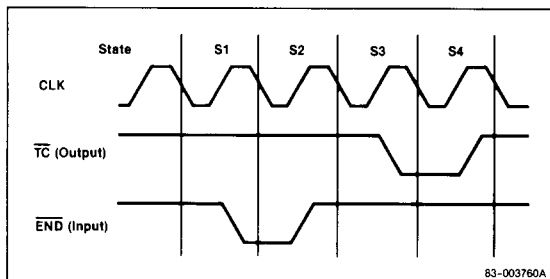 State S1 S2 S3 S4
CLK
TC (Output)
END (Input)
83-003760A